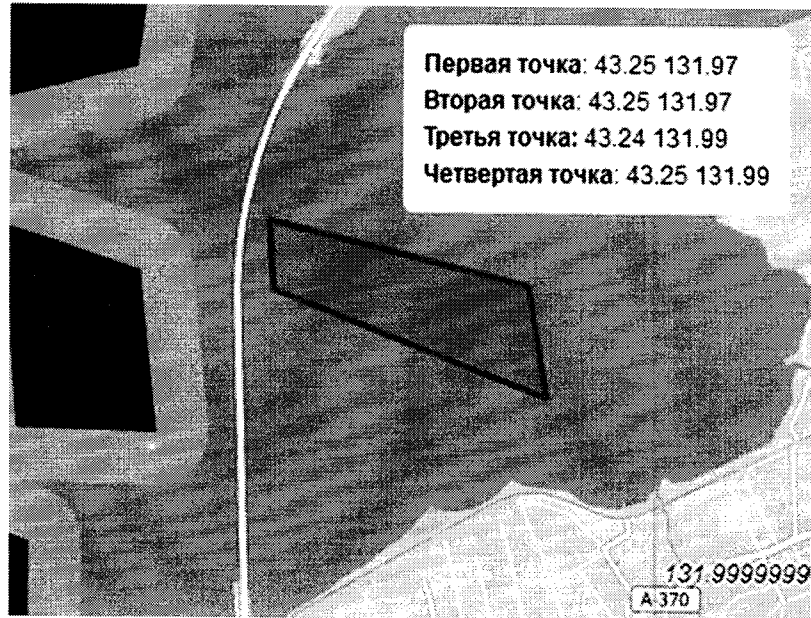 Первая точка: 43.25 131.97
Вторая точка: 43.25 131.97
Третья точка: 43.24 131.99
Четвертая точка: 43.25 131.99
131.9999999
А-370